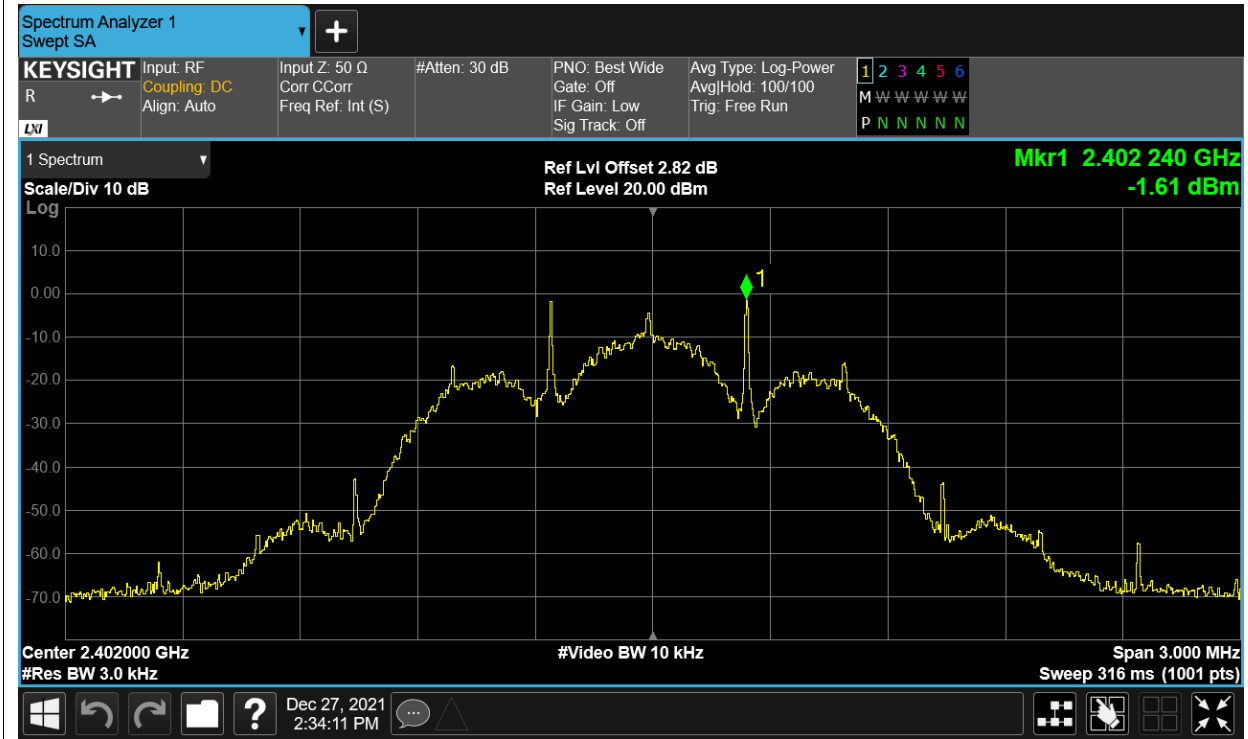 Spectrum Analyzer 1
Swept SA
KEYSIGHT
R
LXI
Input: RF
Coupling: DC
Align: Auto
Input Z: 50 Ω
Corr CCorr
Freq Ref: Int (S)
#Atten: 30 dB
PNO: Best Wide
Gate: Off
IF Gain: Low
Sig Track: Off
Avg Type: Log-Power
Avg|Hold: 100/100
Trig: Free Run
1 2 3 4 5 6
M W W W W W
P N N N N N
1 Spectrum
Scale/Div 10 dB
Log
Ref Lvl Offset 2.82 dB
Ref Level 20.00 dBm
Mkr1 2.402 240 GHz
-1.61 dBm
10.0
0.00
-10.0
-20.0
-30.0
-40.0
-50.0
-60.0
-70.0
1
Center 2.402000 GHz
#Res BW 3.0 kHz
#Video BW 10 kHz
Span 3.000 MHz
Sweep 316 ms (1001 pts)
?
Dec 27, 2021
2:34:11 PM